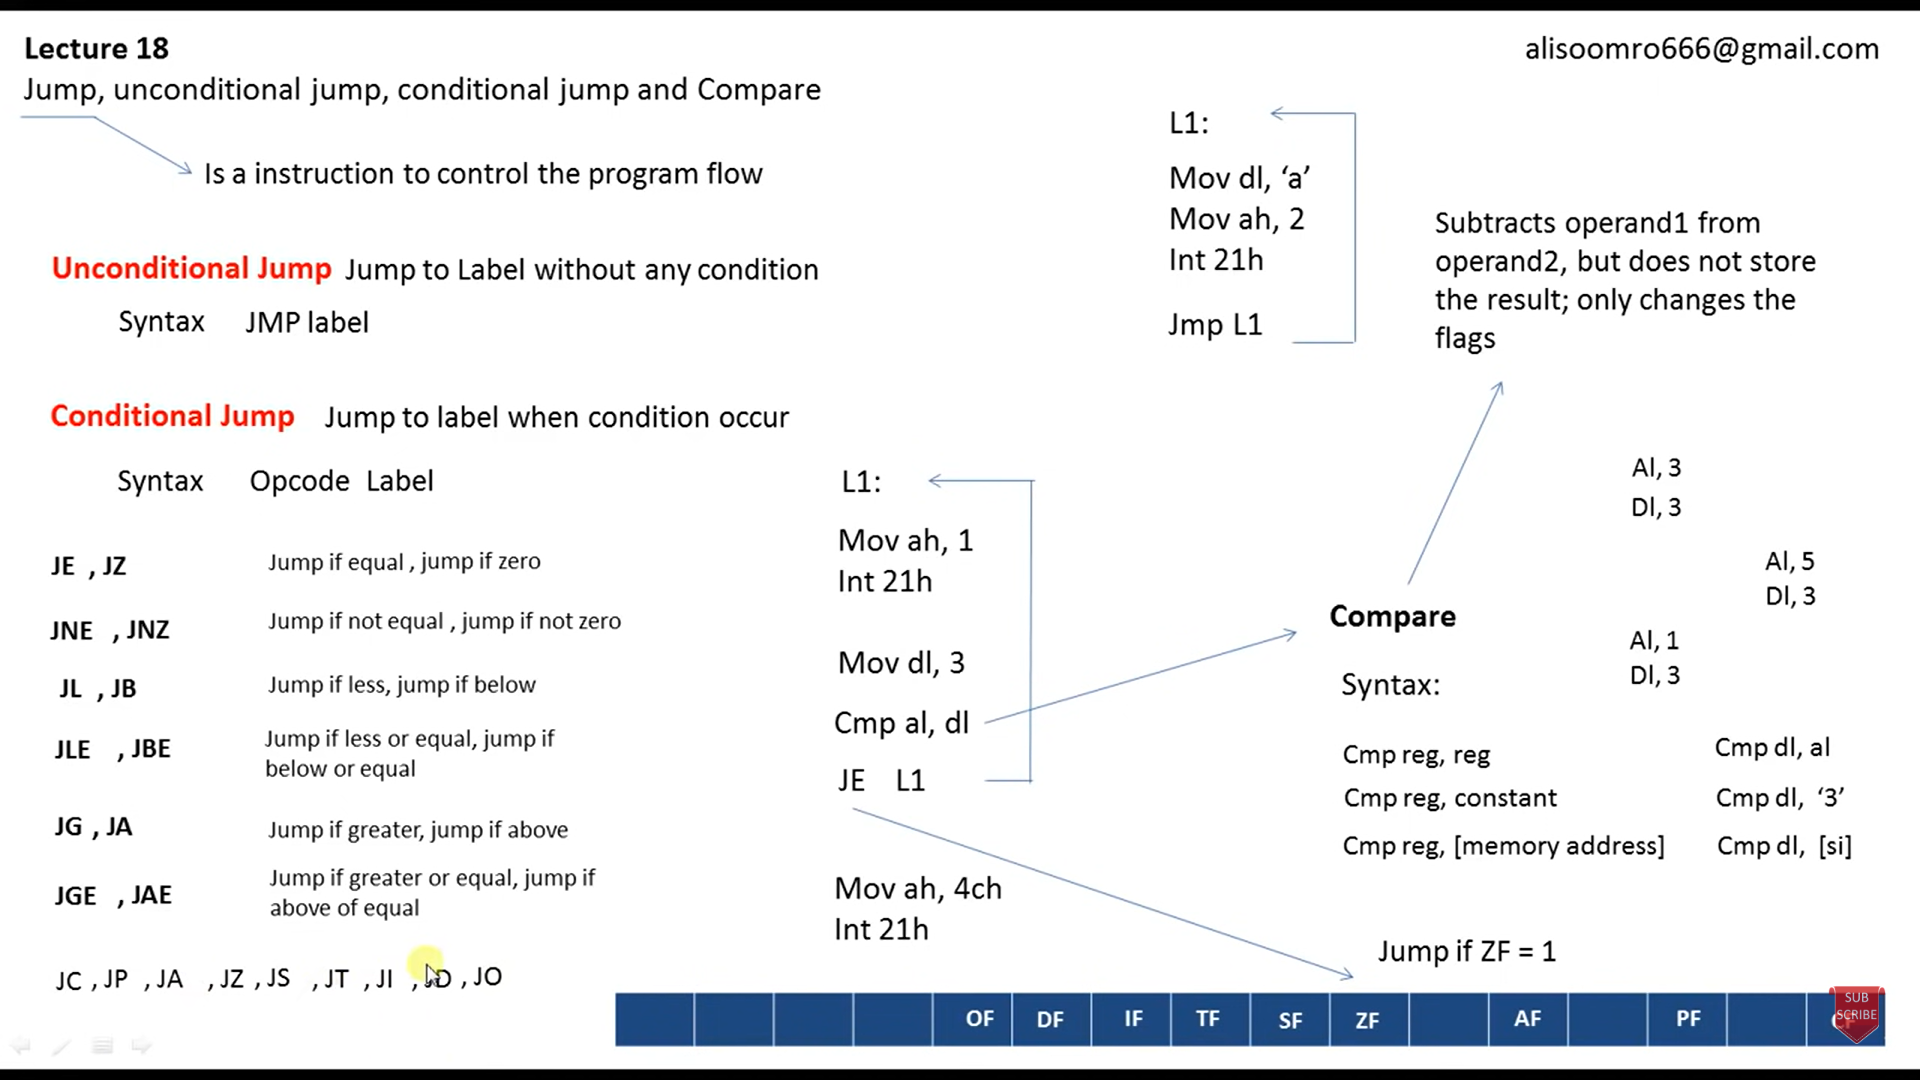 Lecture 18
alisoomro666@gmail.com
Jump, unconditional jump, conditional jump and Compare
Is a instruction to control the program flow
Unconditional Jump Jump to Label without any condition
Syntax JMP label
L1:
Mov dl, ‘a’
Mov ah, 2
Int 21h
Jmp L1
Subtracts operand1 from
operand2, but does not store
the result; only changes the
flags
Conditional Jump Jump to label when condition occur
Syntax Opcode Label
JE , JZ Jump if equal , jump if zero
JNE , JNZ Jump if not equal , jump if not zero
JL , JB Jump if less, jump if below
JLE , JBE Jump if less or equal, jump if
below or equal
JG , JA Jump if greater, jump if above
JGE , JAE Jump if greater or equal, jump if
above of equal
JC , JP , JA , JZ , JS , JT , JI , JD , JO
L1:
Mov ah, 1
Int 21h
Mov dl, 3
Cmp al, dl
JE L1
Mov ah, 4ch
Int 21h
Al, 3
Dl, 3
Al, 5
Dl, 3
Al, 1
Dl, 3
Compare
Syntax:
Cmp reg, reg Cmp dl, al
Cmp reg, constant Cmp dl, ‘3’
Cmp reg, [memory address] Cmp dl, [si]
Jump if ZF = 1
OF DF IF TF SF ZF AF PF CF
SUB
SCRIBE